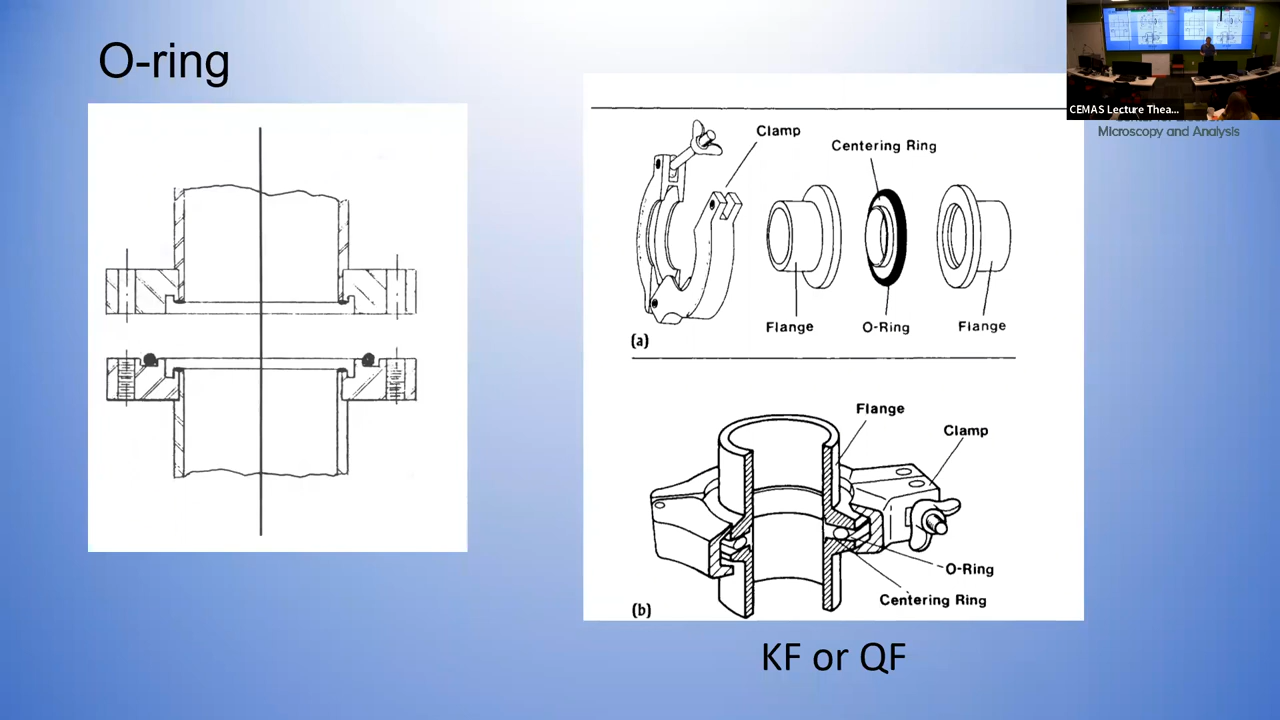 O-ring
CEMAS Lecture Thea...
Microscopy and Analysis
Clamp
Centering Ring
Flange
O-Ring
Flange
(a)
Flange
Clamp
O-Ring
Centering Ring
(b)
KF or QF